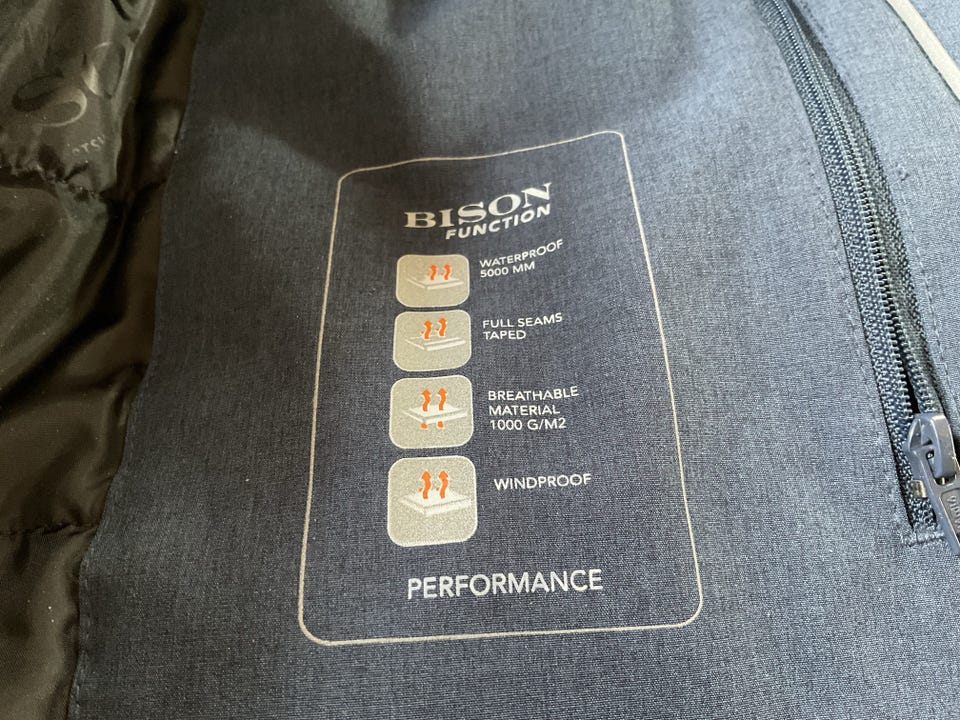 BISON
FUNCTION
WATERPROOF
5000 MM
FULL SEAMS
TAPED
BREATHABLE
MATERIAL
1000 G/M2
WINDPROOF
PERFORMANCE